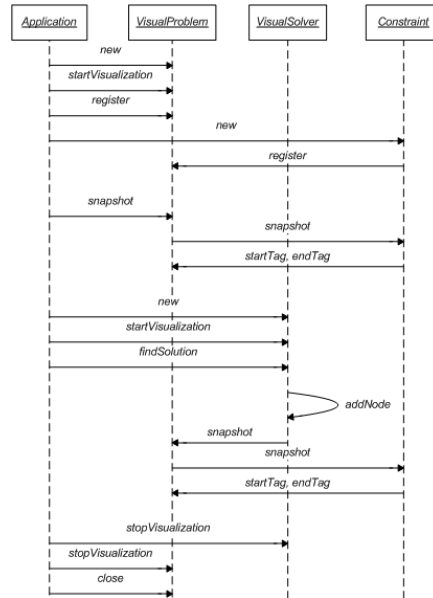 Application
VisualProblem
VisualSolver
Constraint
new
startVisualization
register
new
register
snapshot
snapshot
startTag, endTag
new
startVisualization
findSolution
addNode
snapshot
snapshot
startTag, endTag
stopVisualization
stopVisualization
close